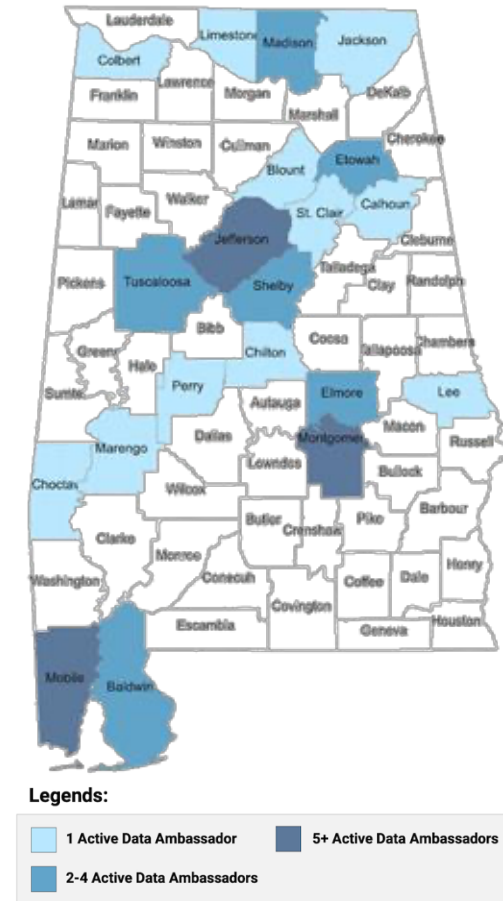 Lauderdale
Limestone
Madison
Jackson
Colbert
Lawrence
Franklin
Morgan
DeKalb
Marshall
Cherokee
Marion
Winston
Cullman
Etowah
Blount
Lamar
Fayette
Walker
St. Clair
Calhoun
Jefferson
Cleburne
Talladega
Pickens
Tuscaloosa
Shelby
Clay
Randolph
Bibb
Greene
Hale
Chilton
Coosa
Tallapoosa
Chambers
Sumte
Perry
Autauga
Elmore
Lee
Macon
Dallas
Montgomer
Russell
Marengo
Lowndes
Bullock
Choctaw
Wilcox
Barbour
Butler
Crenshaw
Pike
Clarke
Monroe
Conecuh
Washington
Coffee
Dale
Henry
Covington
Escambia
Geneva
Houston
Mobile
Baldwin
Legends:
1 Active Data Ambassador
5+ Active Data Ambassadors
2-4 Active Data Ambassadors